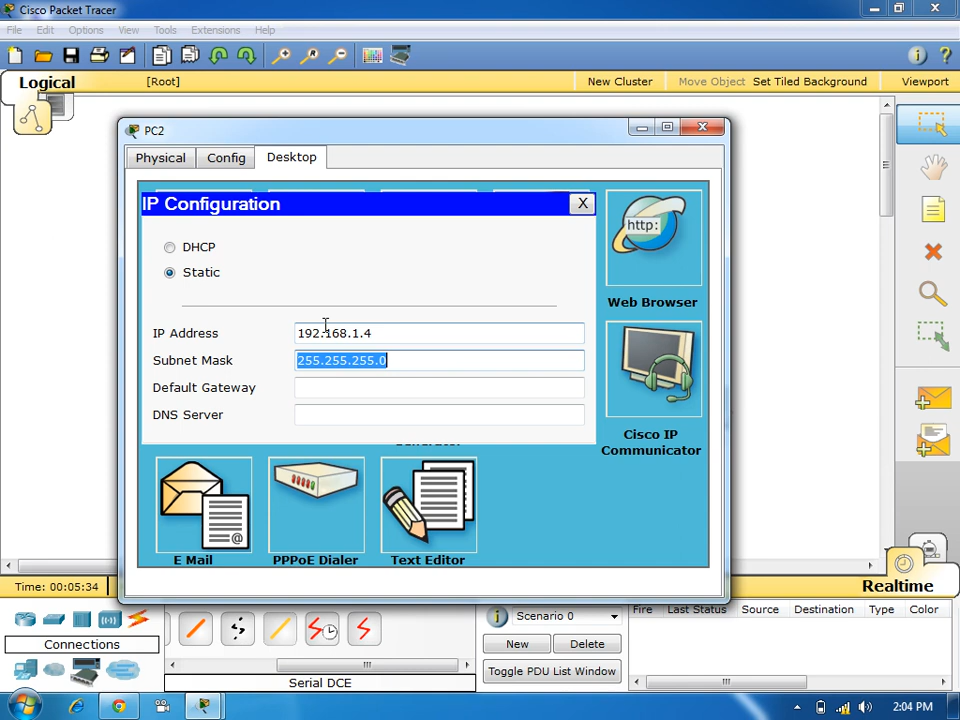 Cisco Packet Tracer
File Edit Options View Tools Extensions Help
Logical [Root] New Cluster Move Object Set Tiled Background Viewport
PC2
Physical Config Desktop
IP Configuration X
DHCP
Static
IP Address 192.168.1.4
Subnet Mask 255.255.255.0
Default Gateway
DNS Server
http:
Web Browser
Cisco IP
Communicator
E Mail PPPoE Dialer Text Editor
Time: 00:05:34 Realtime
Connections
Serial DCE
Scenario 0
New Delete
Toggle PDU List Window
Fire Last Status Source Destination Type Color
2:04 PM